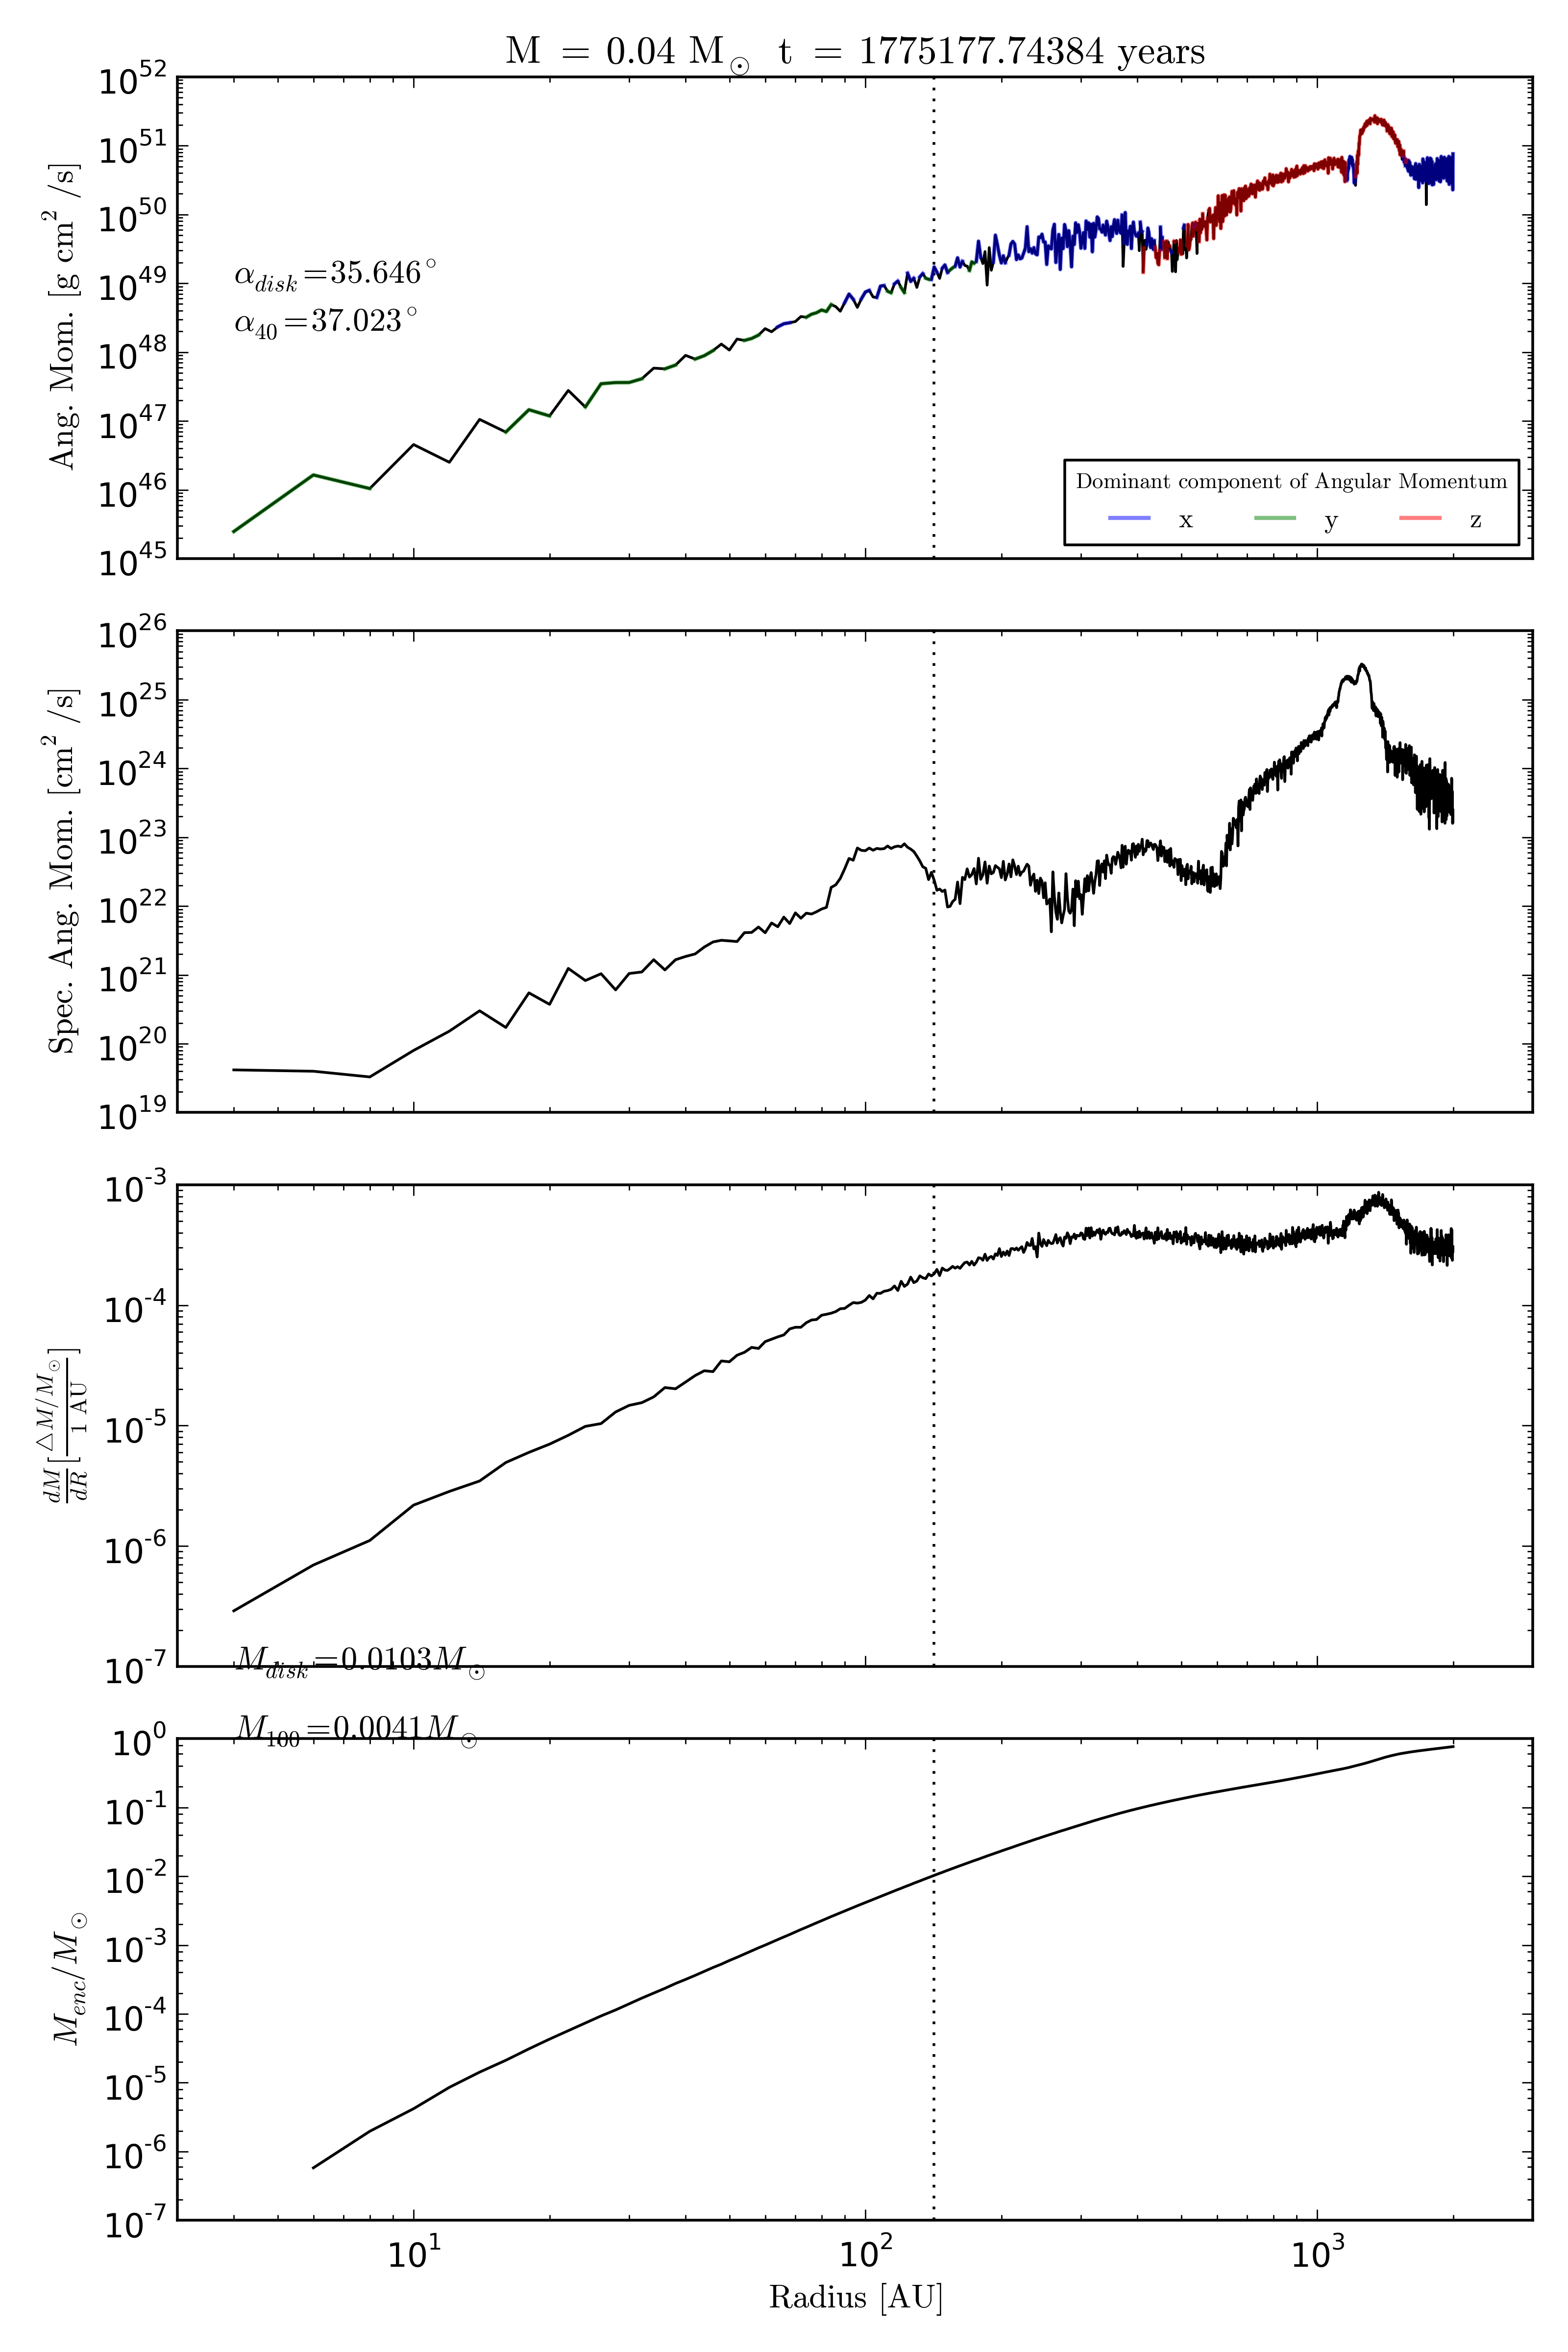 M = 0.04 M⊙ t = 1775177.74384 years
10^52
10^51
10^50
10^49
10^48
10^47
10^46
10^45
Ang. Mom. [g cm^2 /s]
α_disk=35.646°
α_40=37.023°
Dominant component of Angular Momentum
x y z
10^26
10^25
10^24
10^23
10^22
10^21
10^20
10^19
Spec. Ang. Mom. [cm^2 /s]
10^-3
10^-4
10^-5
10^-6
10^-7
dM/dR [△M/M⊙ / 1 AU]
M_disk=0.0103M⊙
M_100=0.0041M⊙
10^0
10^-1
10^-2
10^-3
10^-4
10^-5
10^-6
10^-7
M_enc/M⊙
10^1 10^2 10^3
Radius [AU]